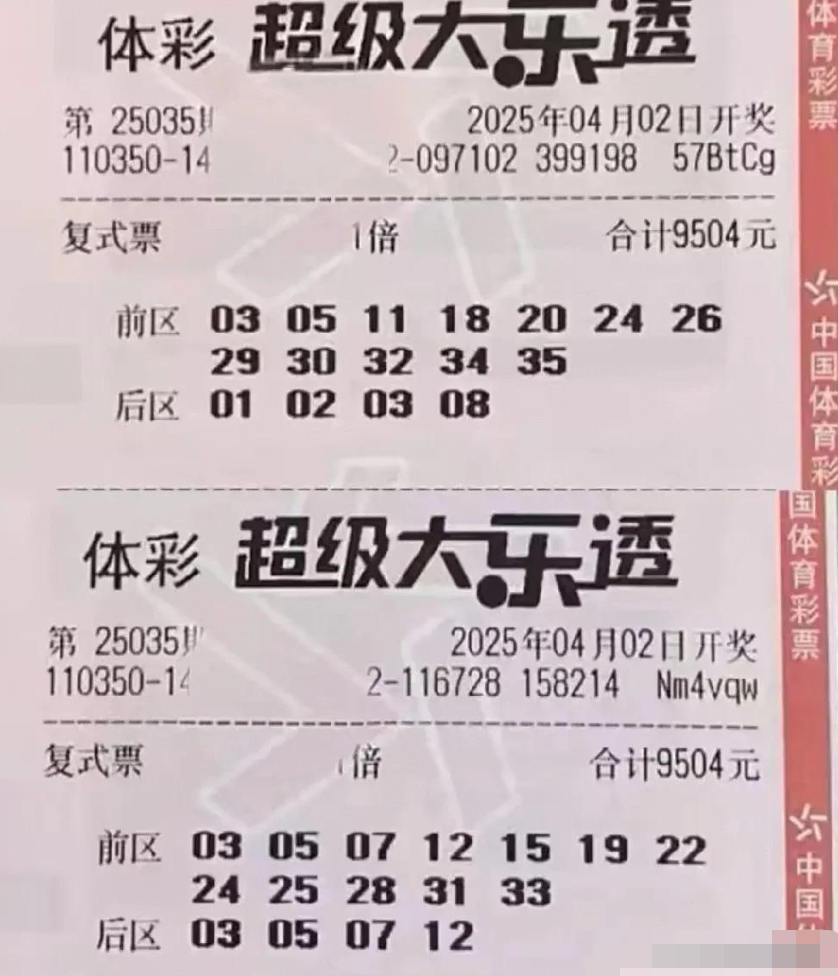 体彩 超级大乐透
第 25035期 2025年04月02日开奖
110350-14 2-097102 399198 57BtCg
复式票 1倍 合计9504元
前区 03 05 11 18 20 24 26
29 30 32 34 35
后区 01 02 03 08
体育彩票
中国体育彩
体彩 超级大乐透
第 25035期 2025年04月02日开奖
110350-14 2-116728 158214 Nm4vqw
复式票 1倍 合计9504元
前区 03 05 07 12 15 19 22
24 25 28 31 33
后区 03 05 07 12
国体育彩票
中国